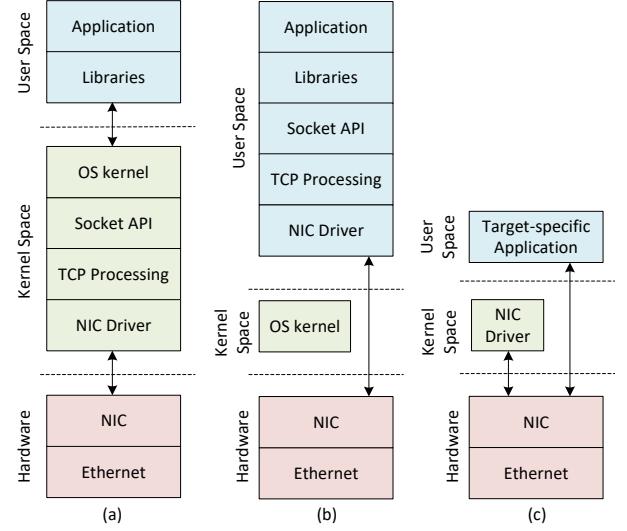 User Space
Application
Libraries
Kernel Space
OS kernel
Socket API
TCP Processing
NIC Driver
Hardware
NIC
Ethernet
(a)
User Space
Application
Libraries
Socket API
TCP Processing
NIC Driver
Kernel
Space
OS kernel
Hardware
NIC
Ethernet
(b)
User
Space
Target-specific
Application
Kernel
Space
NIC
Driver
Hardware
NIC
Ethernet
(c)